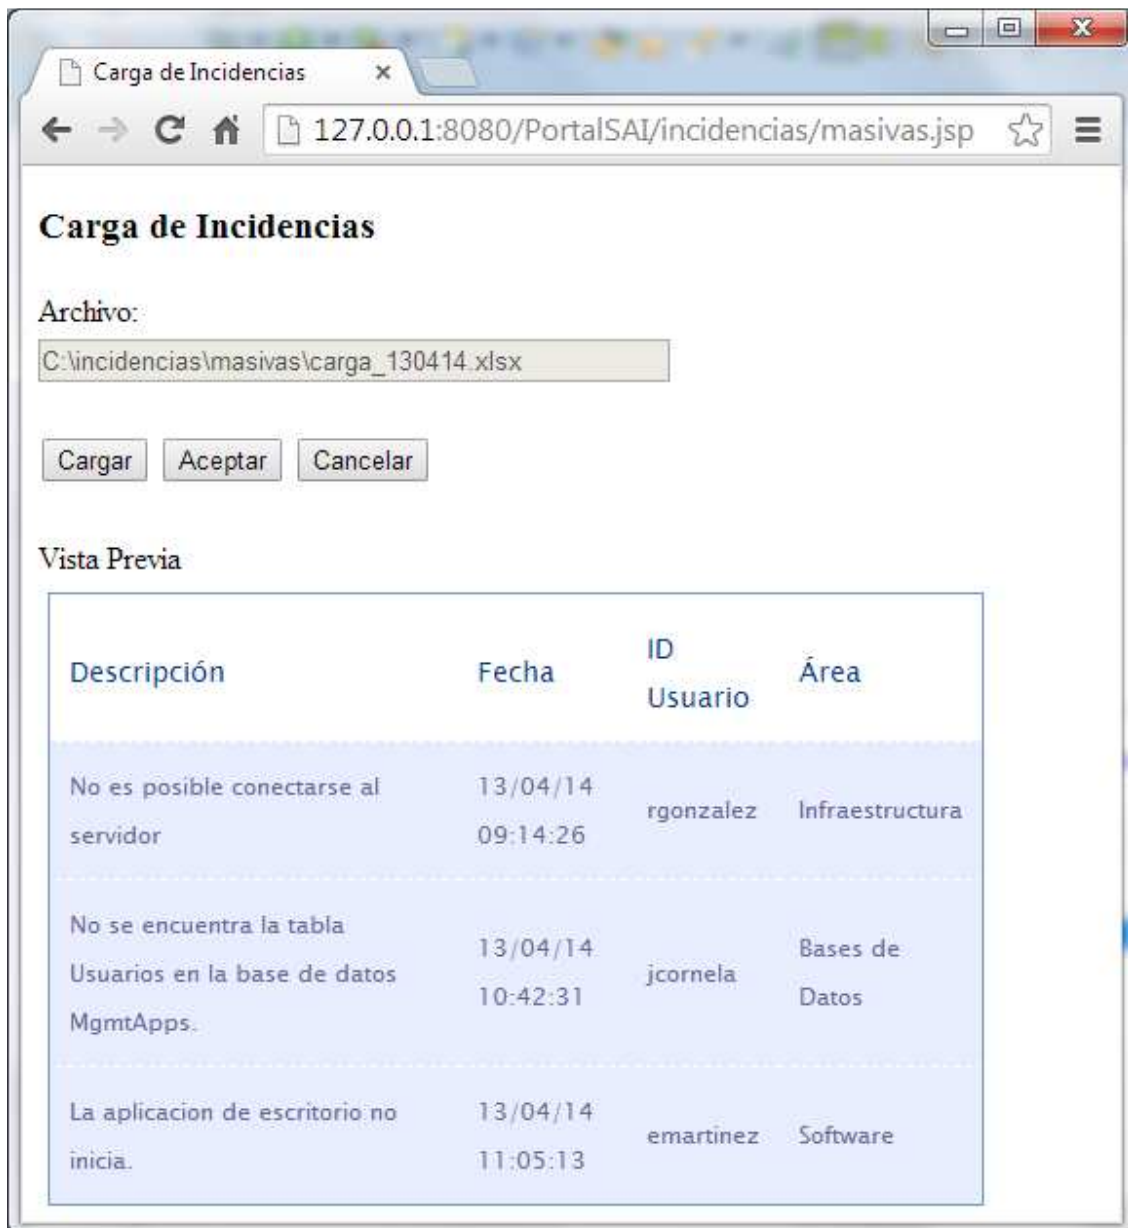 Carga de Incidencias
127.0.0.1:8080/PortalSAI/incidencias/masivas.jsp
Carga de Incidencias
Archivo:
C:\incidencias\masivas\carga_130414.xlsx
Cargar Aceptar Cancelar
Vista Previa
Descripción Fecha ID Usuario Área
No es posible conectarse al
servidor
13/04/14
09:14:26
rgonzalez
Infraestructura
No se encuentra la tabla
Usuarios en la base de datos
MgmtApps.
13/04/14
10:42:31
jcornela
Bases de
Datos
La aplicacion de escritorio no
inicia.
13/04/14
11:05:13
emartinez
Software